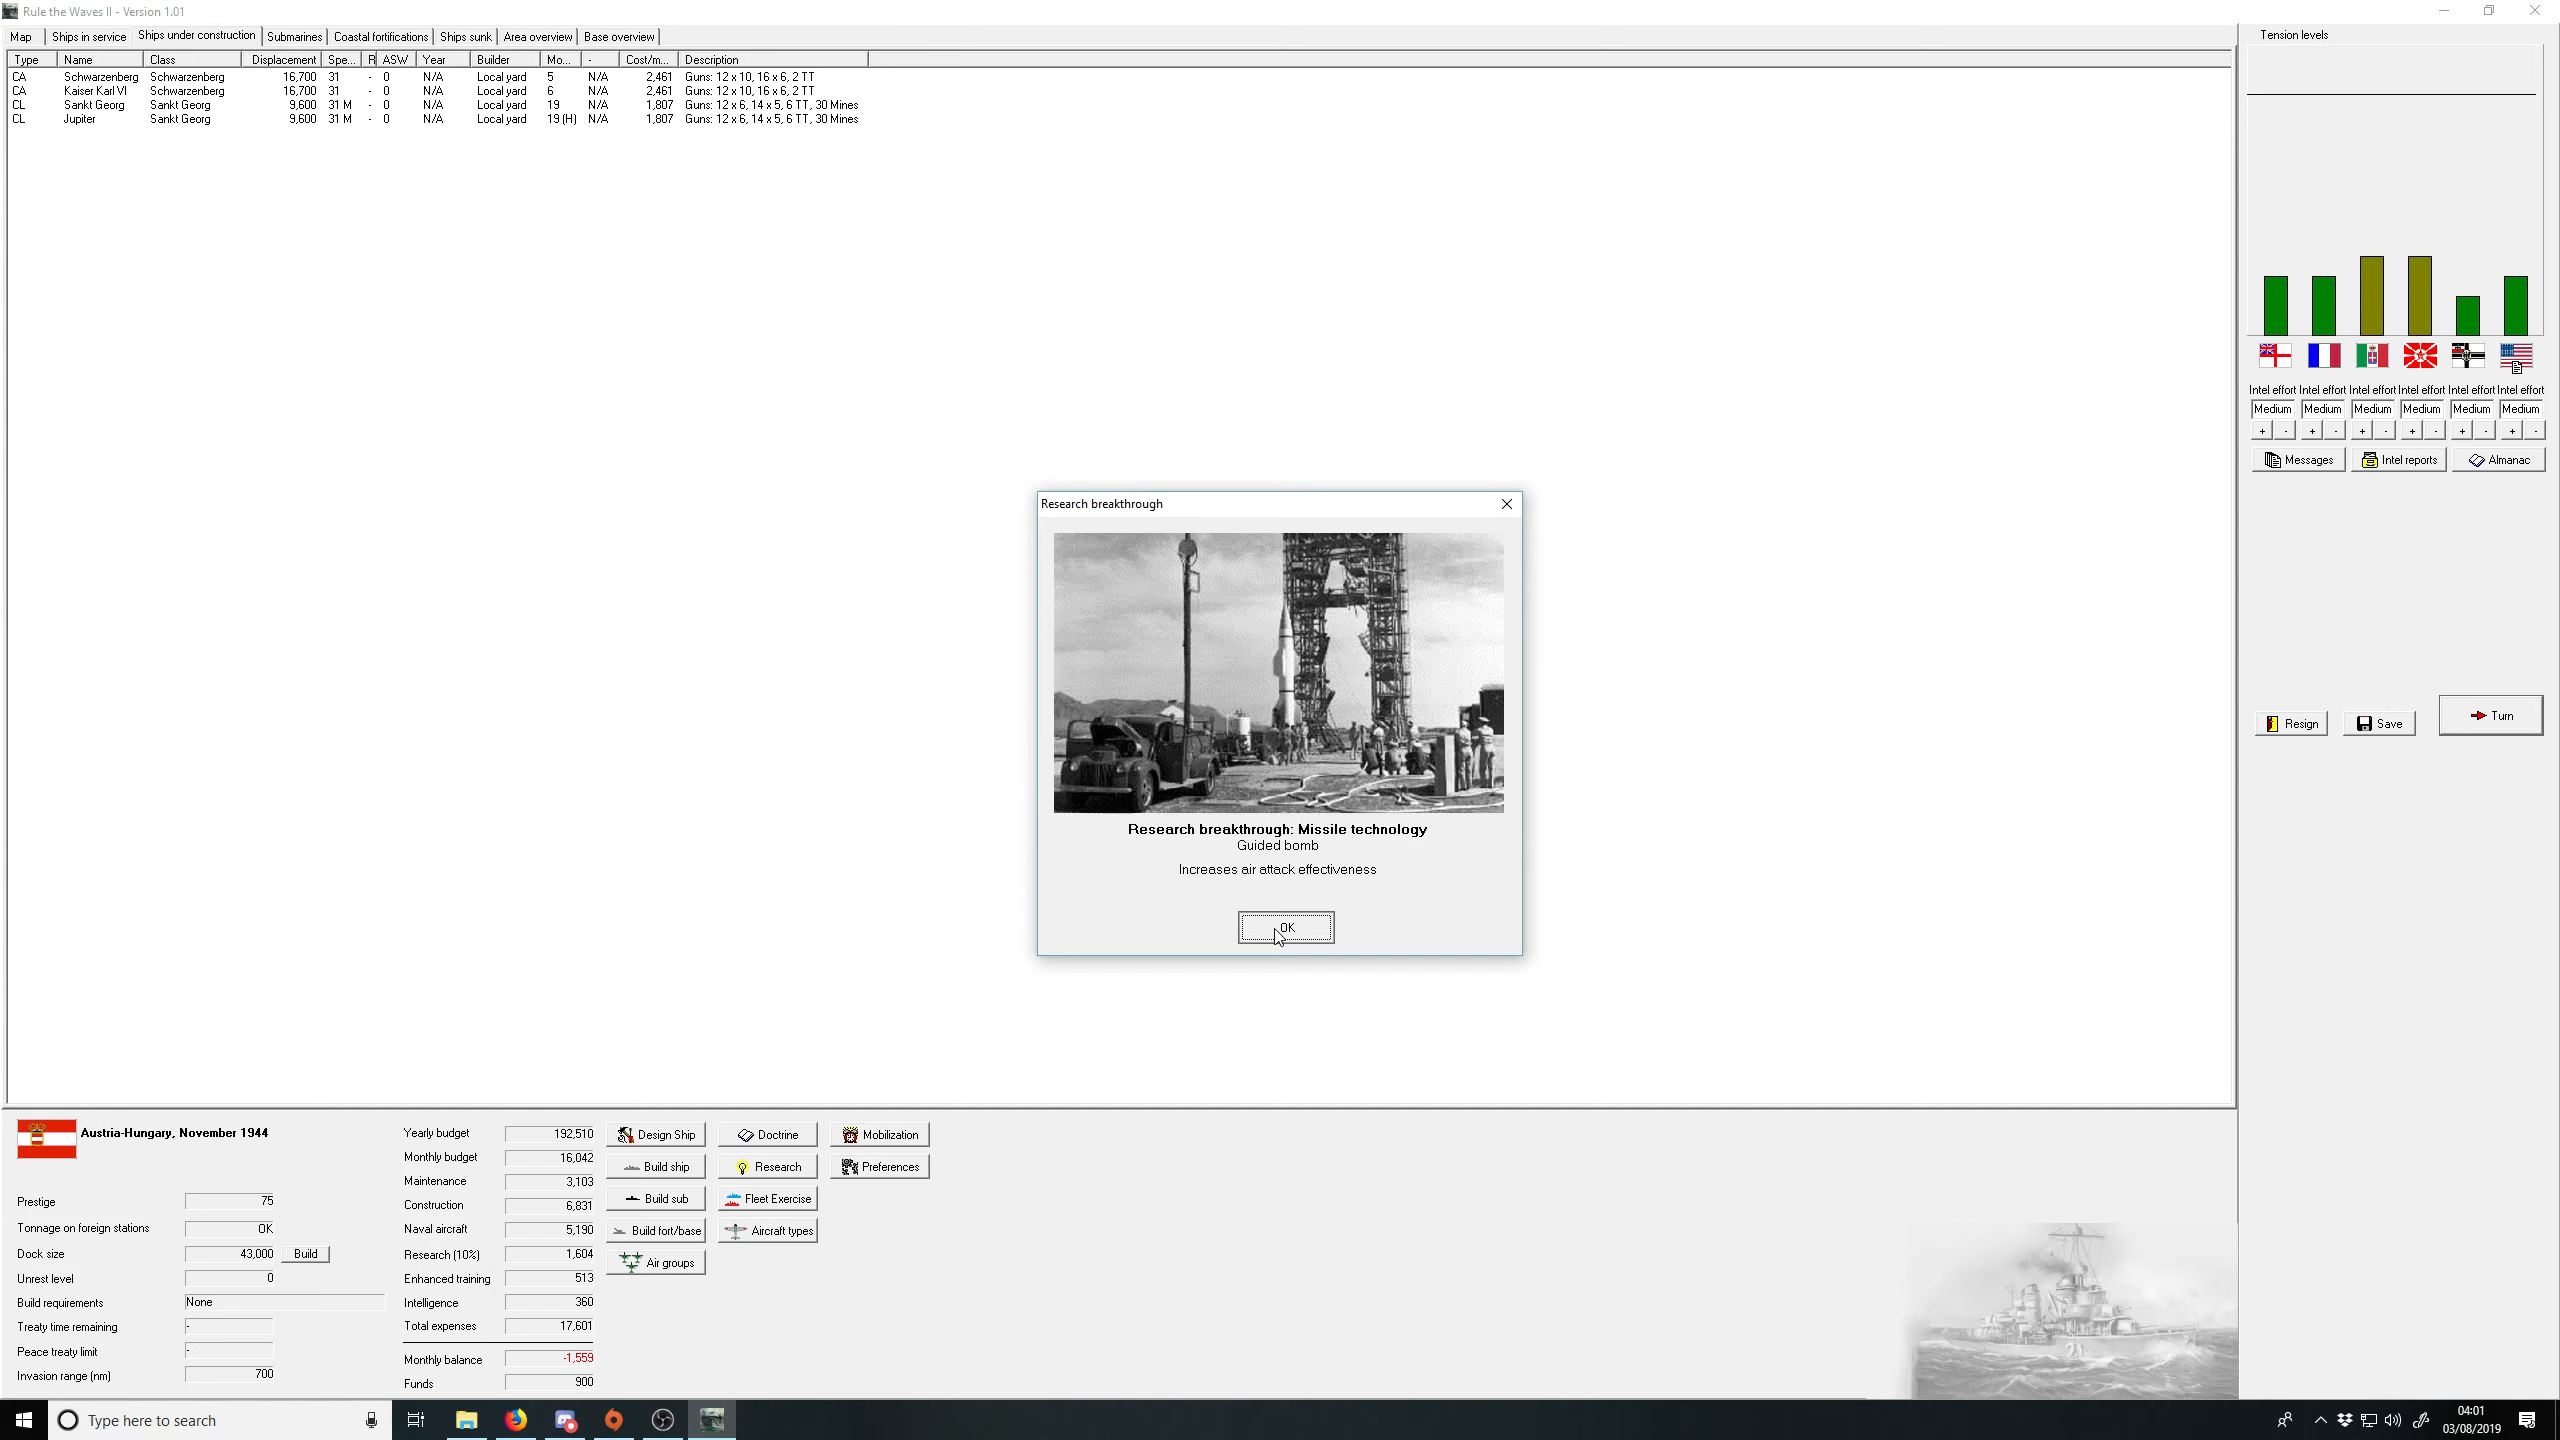 Rule the Waves II - Version 1.01
Map Ships in service Ships under construction Submarines Coastal fortifications Ships sunk Area overview Base overview
Type Name Class Displacement Spe... R ASW Year Builder Mo... - Cost/m... Description
CA Schwarzenberg Schwarzenberg 16,700 31 - 0 N/A Local yard 5 N/A 2,461 Guns: 12 x 10, 16 x 6, 2 TT
CA Kaiser Karl VI Schwarzenberg 16,700 31 - 0 N/A Local yard 6 N/A 2,461 Guns: 12 x 10, 16 x 6, 2 TT
CL Sankt Georg Sankt Georg 9,600 31 M - 0 N/A Local yard 19 N/A 1,807 Guns: 12 x 6, 14 x 5, 6 TT, 30 Mines
CL Jupiter Sankt Georg 9,600 31 M - 0 N/A Local yard 19 (H) N/A 1,807 Guns: 12 x 6, 14 x 5, 6 TT, 30 Mines
Tension levels
Intel effort Intel effort Intel effort Intel effort Intel effort Intel effort
Medium Medium Medium Medium Medium Medium
+ - + - + - + - + - + -
Messages Intel reports Almanac
Resign Save Turn
Research breakthrough
Research breakthrough: Missile technology
Guided bomb
Increases air attack effectiveness
OK
Austria-Hungary, November 1944
Prestige 75
Tonnage on foreign stations OK
Dock size 43,000 Build
Unrest level 0
Build requirements None
Treaty time remaining -
Peace treaty limit -
Invasion range (nm) 700
Yearly budget 192,510
Monthly budget 16,042
Maintenance 3,103
Construction 6,831
Naval aircraft 5,190
Research (10%) 1,604
Enhanced training 513
Intelligence 360
Total expenses 17,601
Monthly balance -1,559
Funds 900
Design Ship Doctrine Mobilization
Build ship Research Preferences
Build sub Fleet Exercise
Build fort/base Aircraft types
Air groups
Type here to search
04:01
03/08/2019